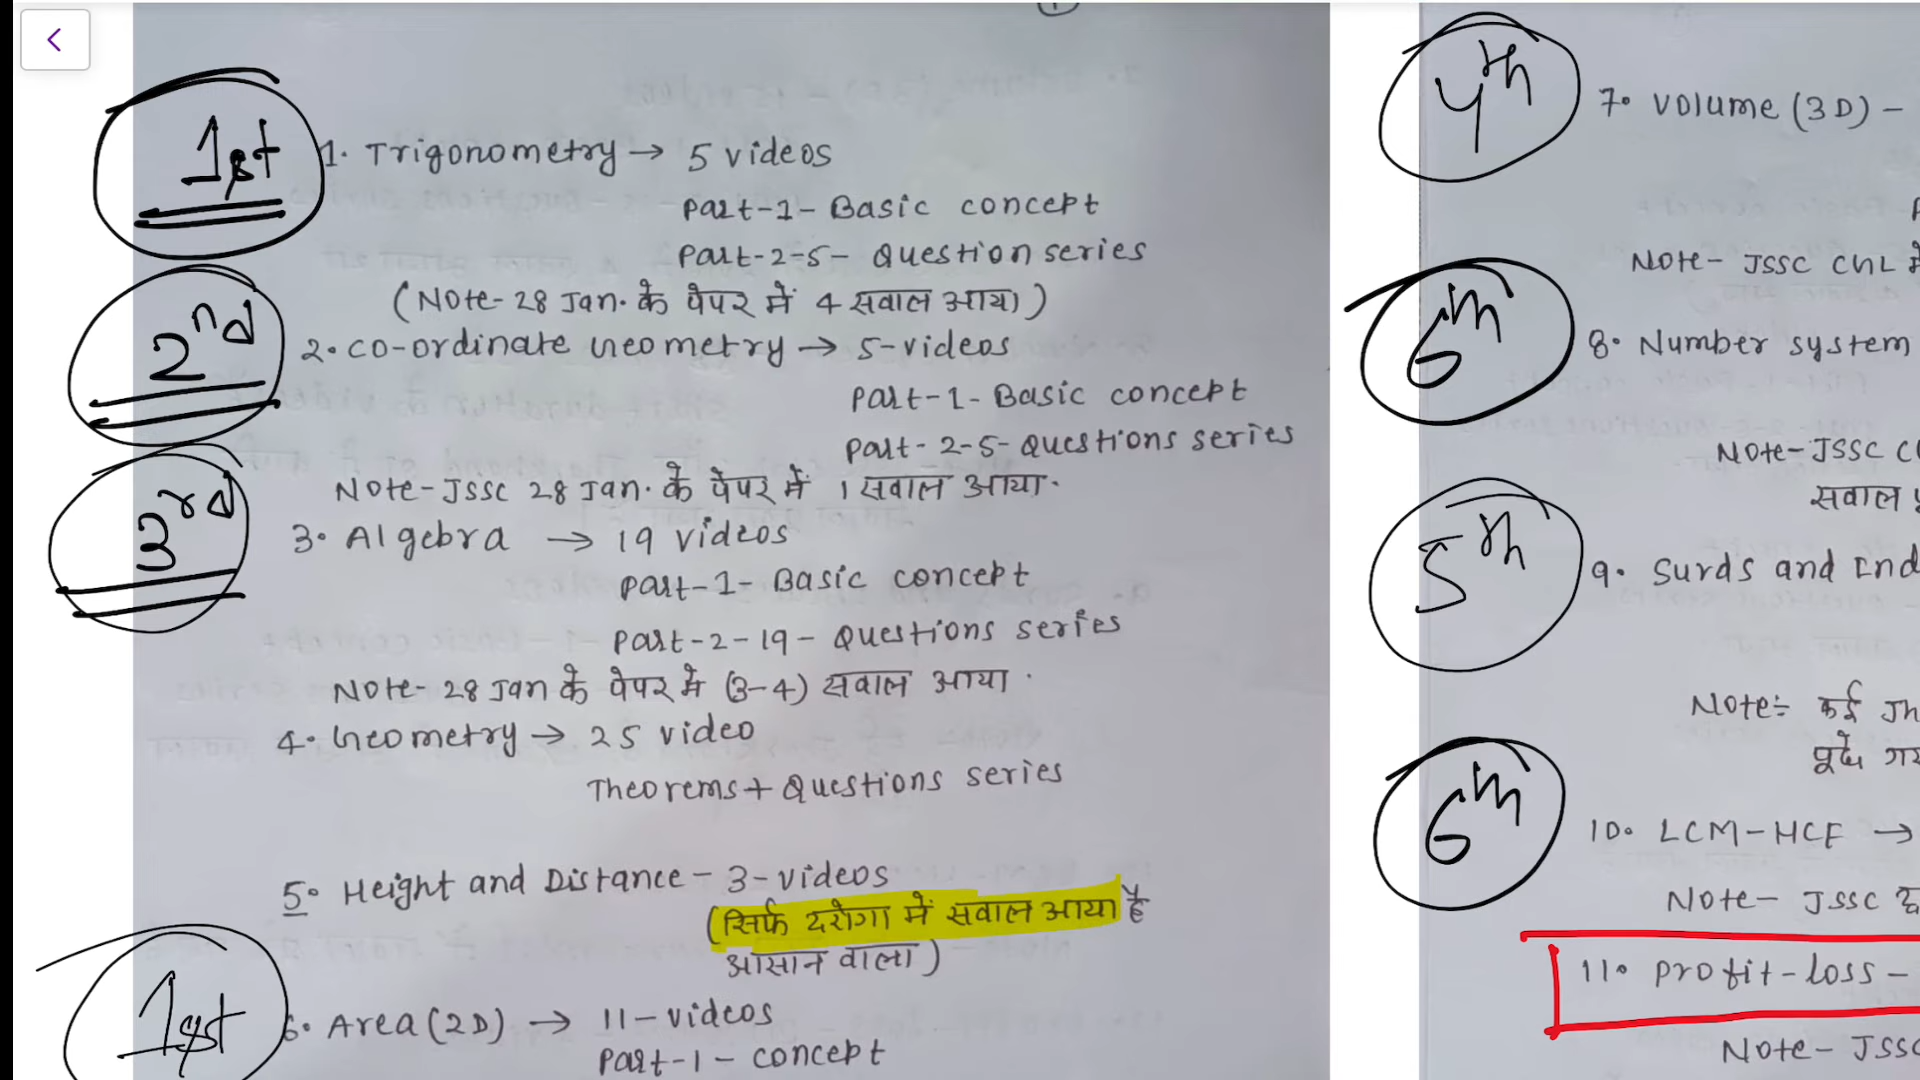 1st
1. Trigonometry → 5 videos
Part-1- Basic concept
Part-2-5- Question series
(Note- 28 Jan. के पेपर में 4 सवाल आया)
2nd
2. Co-ordinate Geometry → 5-videos
Part-1- Basic concept
Part-2-5- Questions series
Note-JSSC 28 Jan. के पेपर में 1 सवाल आया.
3rd
3. Algebra → 19 videos
Part-1- Basic concept
Part-2-19- Questions series
Note- 28 Jan के पेपर में (3-4) सवाल आया.
4. Geometry → 25 video
Theorems + Questions series
5. Height and Distance - 3-videos
(सिर्फ दरोगा में सवाल आया है
आसान वाला)
1st
6. Area (2D) → 11-videos
Part-1 - concept
4th
7. Volume (3D) -
Note- JSSC CGL में
6th
8. Number system
Note-JSSC
सवाल
5th
9. Surds and
Note:- कई
पूछे
6th
10. LCM-HCF →
Note- JSSC
11. Profit-loss -
Note- JSSC